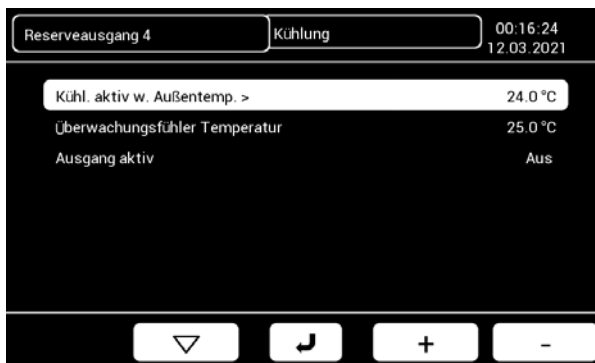 Reserveausgang 4
Kühlung
00:16:24
12.03.2021
Kühl. aktiv w. Außentemp. > 24.0 °C
Überwachungsfühler Temperatur 25.0 °C
Ausgang aktiv Aus
+ -